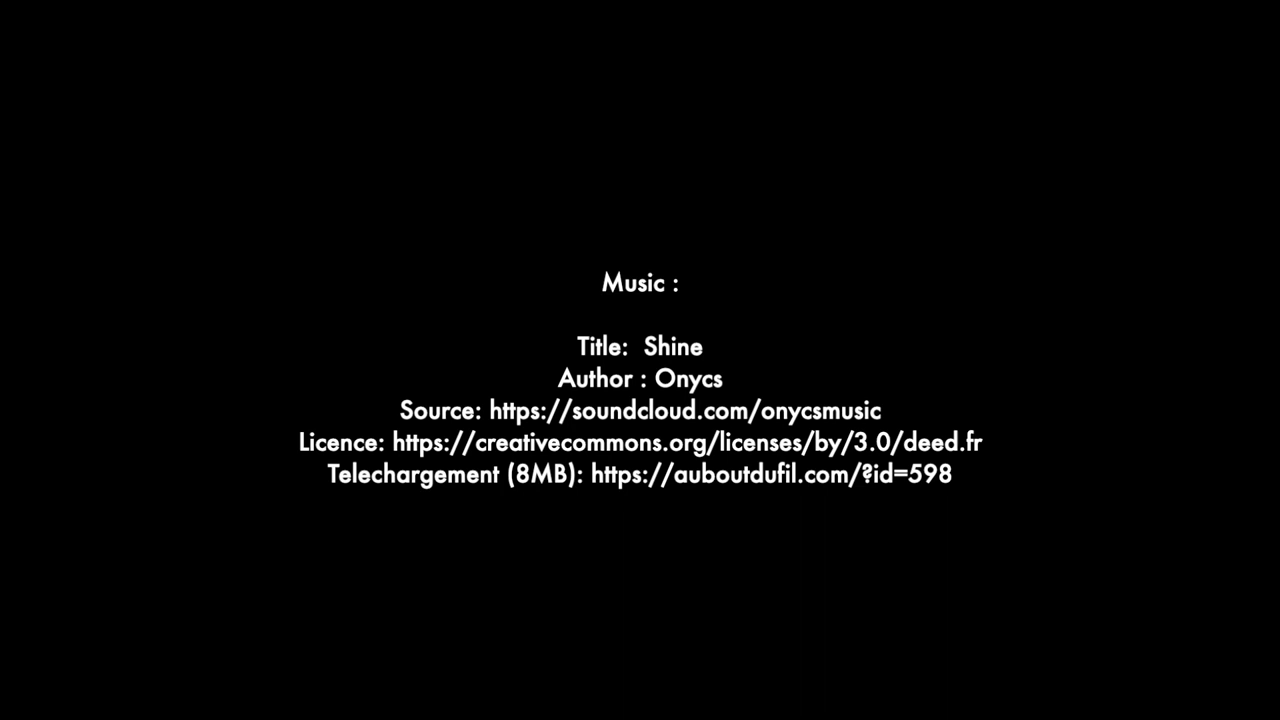 Music :
Title:  Shine
Author : Onycs
Source: https://soundcloud.com/onycsmusic
Licence: https://creativecommons.org/licenses/by/3.0/deed.fr
Telechargement (8MB): https://auboutdufil.com/?id=598